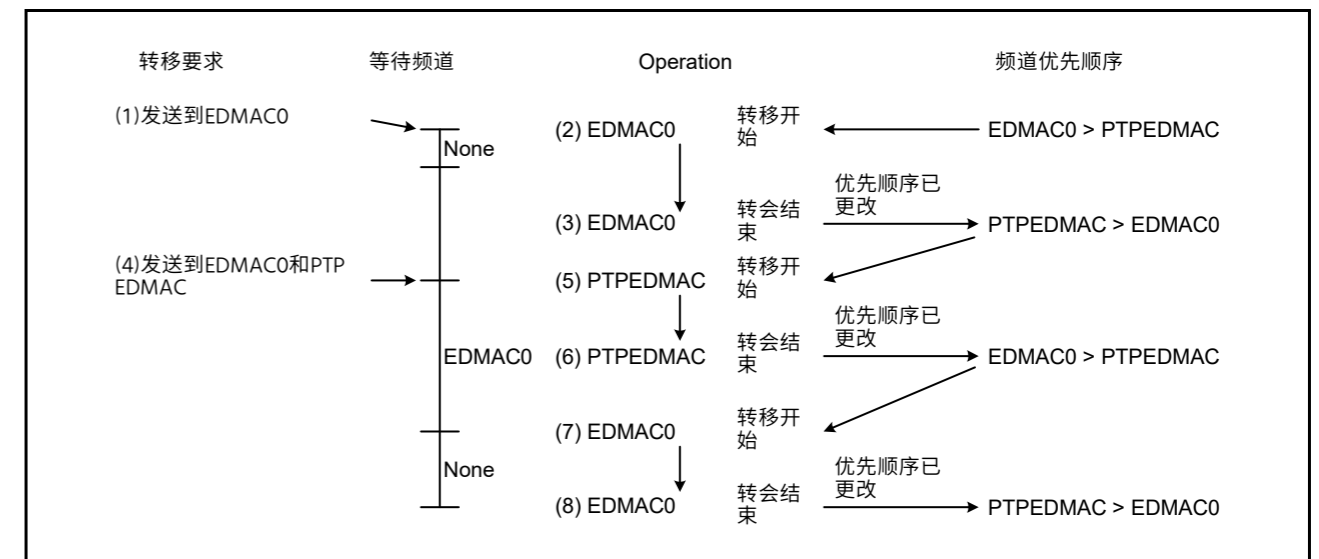 转移要求 等待频道 Operation 频道优先顺序
(1)发送到EDMAC0
None
(2) EDMAC0 转移开
始
EDMAC0 > PTPEDMAC
(3) EDMAC0 转会结
束
优先顺序已
更改
PTPEDMAC > EDMAC0
(4)发送到EDMAC0和PTP
EDMAC
(5) PTPEDMAC 转移开
始
EDMAC0
(6) PTPEDMAC 转会结
束
优先顺序已
更改
EDMAC0 > PTPEDMAC
(7) EDMAC0 转移开
始
None
(8) EDMAC0 转会结
束
优先顺序已
更改
PTPEDMAC > EDMAC0